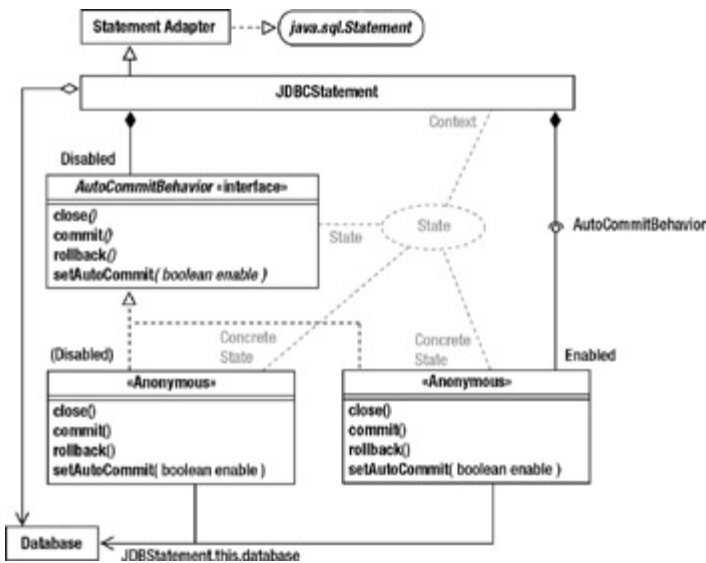 Statement Adapter
java.sql.Statement
JDBCStatement
Context
Disabled
AutoCommitBehavior «interface»
close()
commit()
rollback()
setAutoCommit( boolean enable )
State
State
AutoCommitBehavior
Concrete
State
Concrete
State
(Disabled)
Enabled
«Anonymous»
close()
commit()
rollback()
setAutoCommit( boolean enable )
«Anonymous»
close()
commit()
rollback()
setAutoCommit( boolean enable )
Database
JDBStatement.this.database